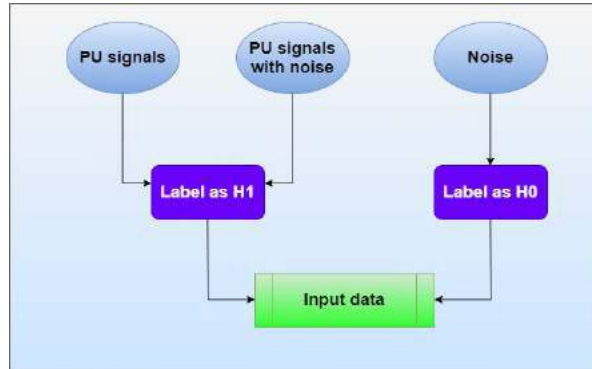 PU signals
PU signals
with noise
Noise
Label as H1
Label as H0
Input data